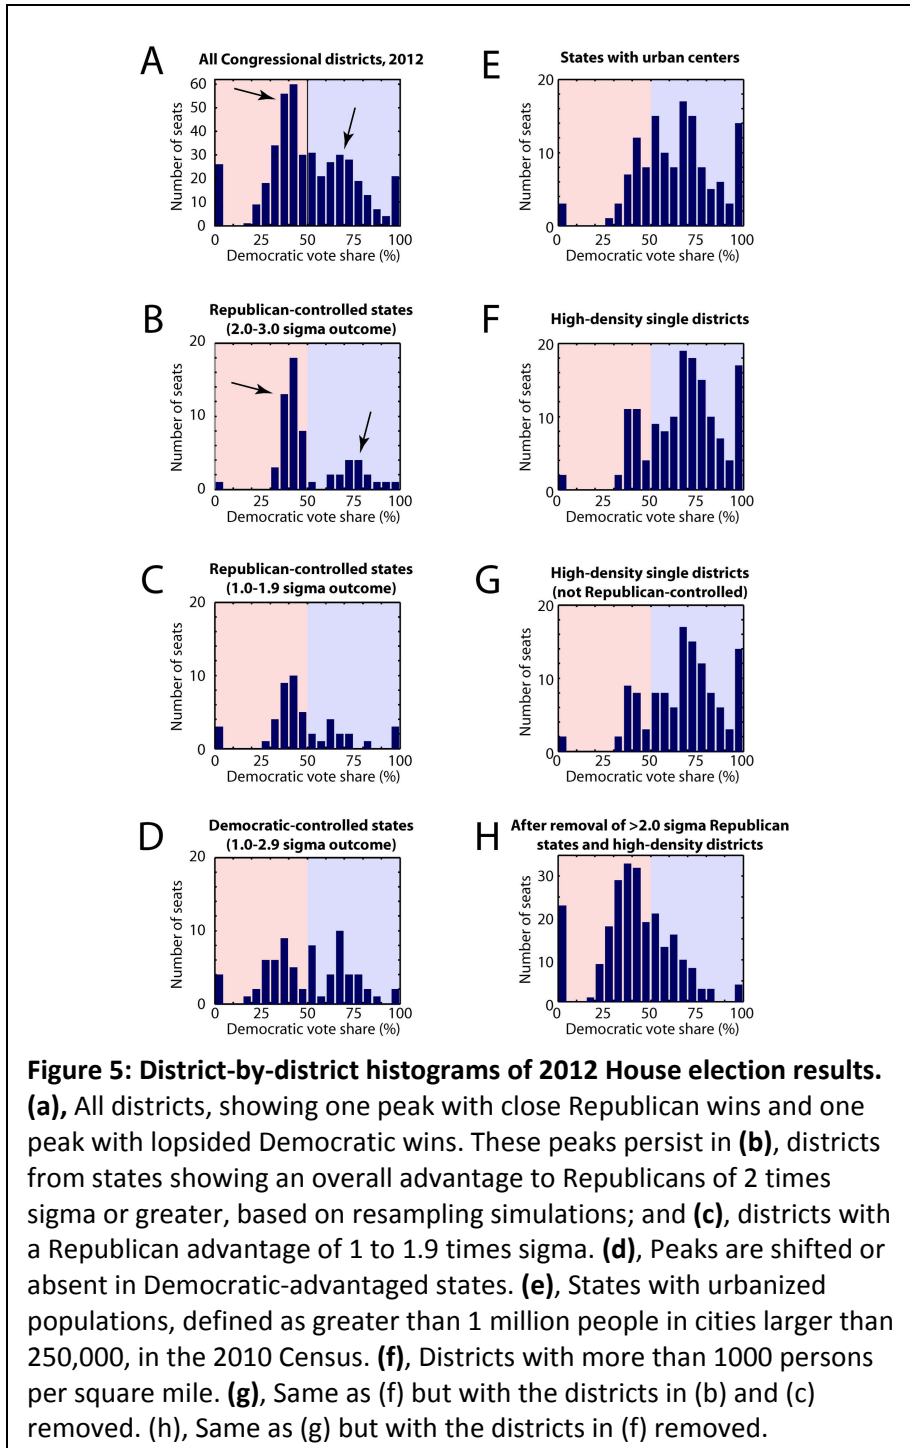 A
All Congressional districts, 2012
60
50
40
30
20
10
0
Number of seats
0 25 50 75 100
Democratic vote share (%)
E
States with urban centers
20
10
0
Number of seats
0 25 50 75 100
Democratic vote share (%)
B
Republican-controlled states
(2.0-3.0 sigma outcome)
20
10
0
Number of seats
0 25 50 75 100
Democratic vote share (%)
F
High-density single districts
20
10
0
Number of seats
0 25 50 75 100
Democratic vote share (%)
C
Republican-controlled states
(1.0-1.9 sigma outcome)
20
10
0
Number of seats
0 25 50 75 100
Democratic vote share (%)
G
High-density single districts
(not Republican-controlled)
20
10
0
Number of seats
0 25 50 75 100
Democratic vote share (%)
D
Democratic-controlled states
(1.0-2.9 sigma outcome)
20
10
0
Number of seats
0 25 50 75 100
Democratic vote share (%)
H
After removal of >2.0 sigma Republican
states and high-density districts
30
20
10
0
Number of seats
0 25 50 75 100
Democratic vote share (%)
Figure 5: District-by-district histograms of 2012 House election results.
(a), All districts, showing one peak with close Republican wins and one
peak with lopsided Democratic wins. These peaks persist in (b), districts
from states showing an overall advantage to Republicans of 2 times
sigma or greater, based on resampling simulations; and (c), districts with
a Republican advantage of 1 to 1.9 times sigma. (d), Peaks are shifted or
absent in Democratic-advantaged states. (e), States with urbanized
populations, defined as greater than 1 million people in cities larger than
250,000, in the 2010 Census. (f), Districts with more than 1000 persons
per square mile. (g), Same as (f) but with the districts in (b) and (c)
removed. (h), Same as (g) but with the districts in (f) removed.